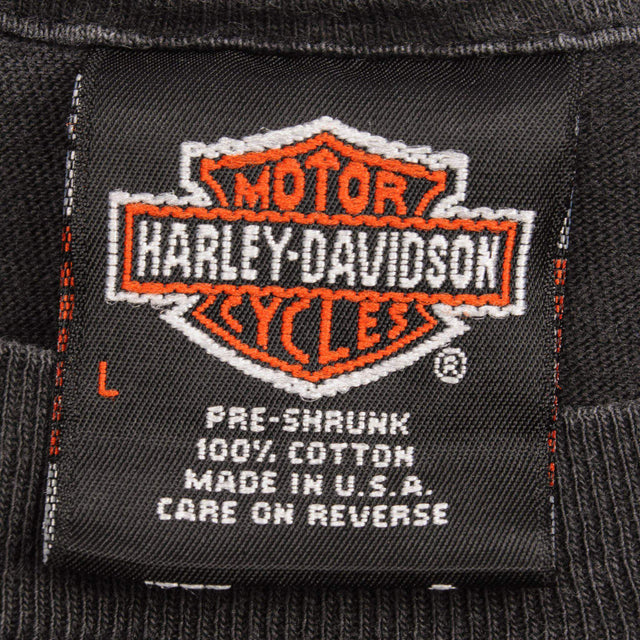 MOTOR
HARLEY-DAVIDSON
CYCLES
®
L
PRE-SHRUNK
100% COTTON
MADE IN U.S.A.
CARE ON REVERSE